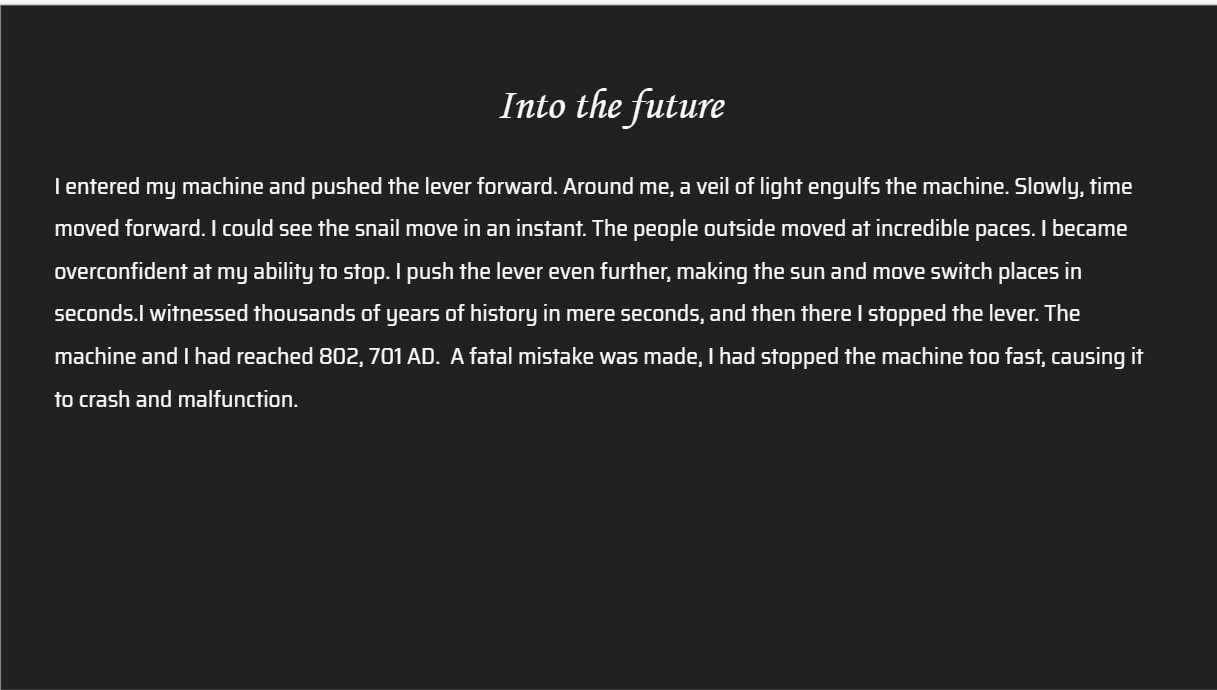 Into the future
I entered my machine and pushed the lever forward. Around me, a veil of light engulfs the machine. Slowly, time
moved forward. I could see the snail move in an instant. The people outside moved at incredible paces. I became
overconfident at my ability to stop. I push the lever even further, making the sun and move switch places in
seconds.I witnessed thousands of years of history in mere seconds, and then there I stopped the lever. The
machine and I had reached 802, 701 AD.  A fatal mistake was made, I had stopped the machine too fast, causing it
to crash and malfunction.